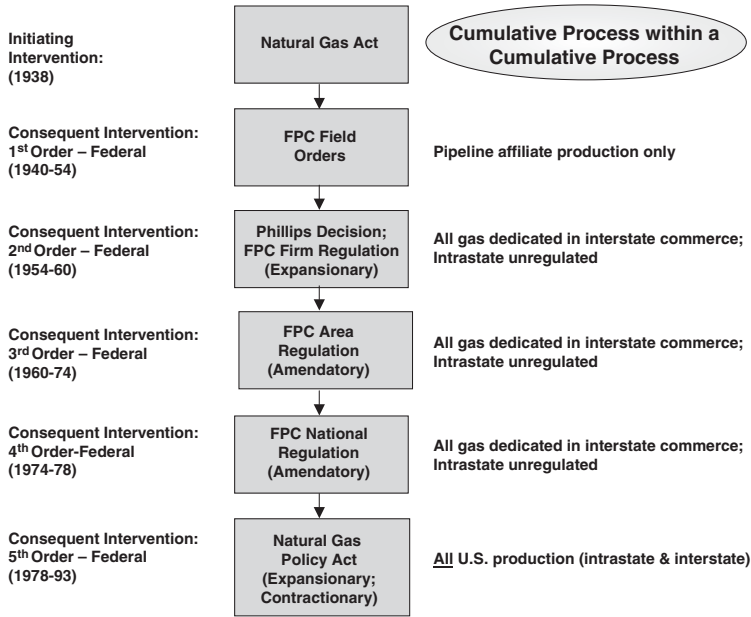 Initiating
Intervention:
(1938)
Natural Gas Act
Cumulative Process within a
Cumulative Process
Consequent Intervention:
1st Order – Federal
(1940-54)
FPC Field
Orders
Pipeline affiliate production only
Consequent Intervention:
2nd Order – Federal
(1954-60)
Phillips Decision;
FPC Firm Regulation
(Expansionary)
All gas dedicated in interstate commerce;
Intrastate unregulated
Consequent Intervention:
3rd Order – Federal
(1960-74)
FPC Area
Regulation
(Amendatory)
All gas dedicated in interstate commerce;
Intrastate unregulated
Consequent Intervention:
4th Order-Federal
(1974-78)
FPC National
Regulation
(Amendatory)
All gas dedicated in interstate commerce;
Intrastate unregulated
Consequent Intervention:
5th Order – Federal
(1978-93)
Natural Gas
Policy Act
(Expansionary;
Contractionary)
All U.S. production (intrastate & interstate)